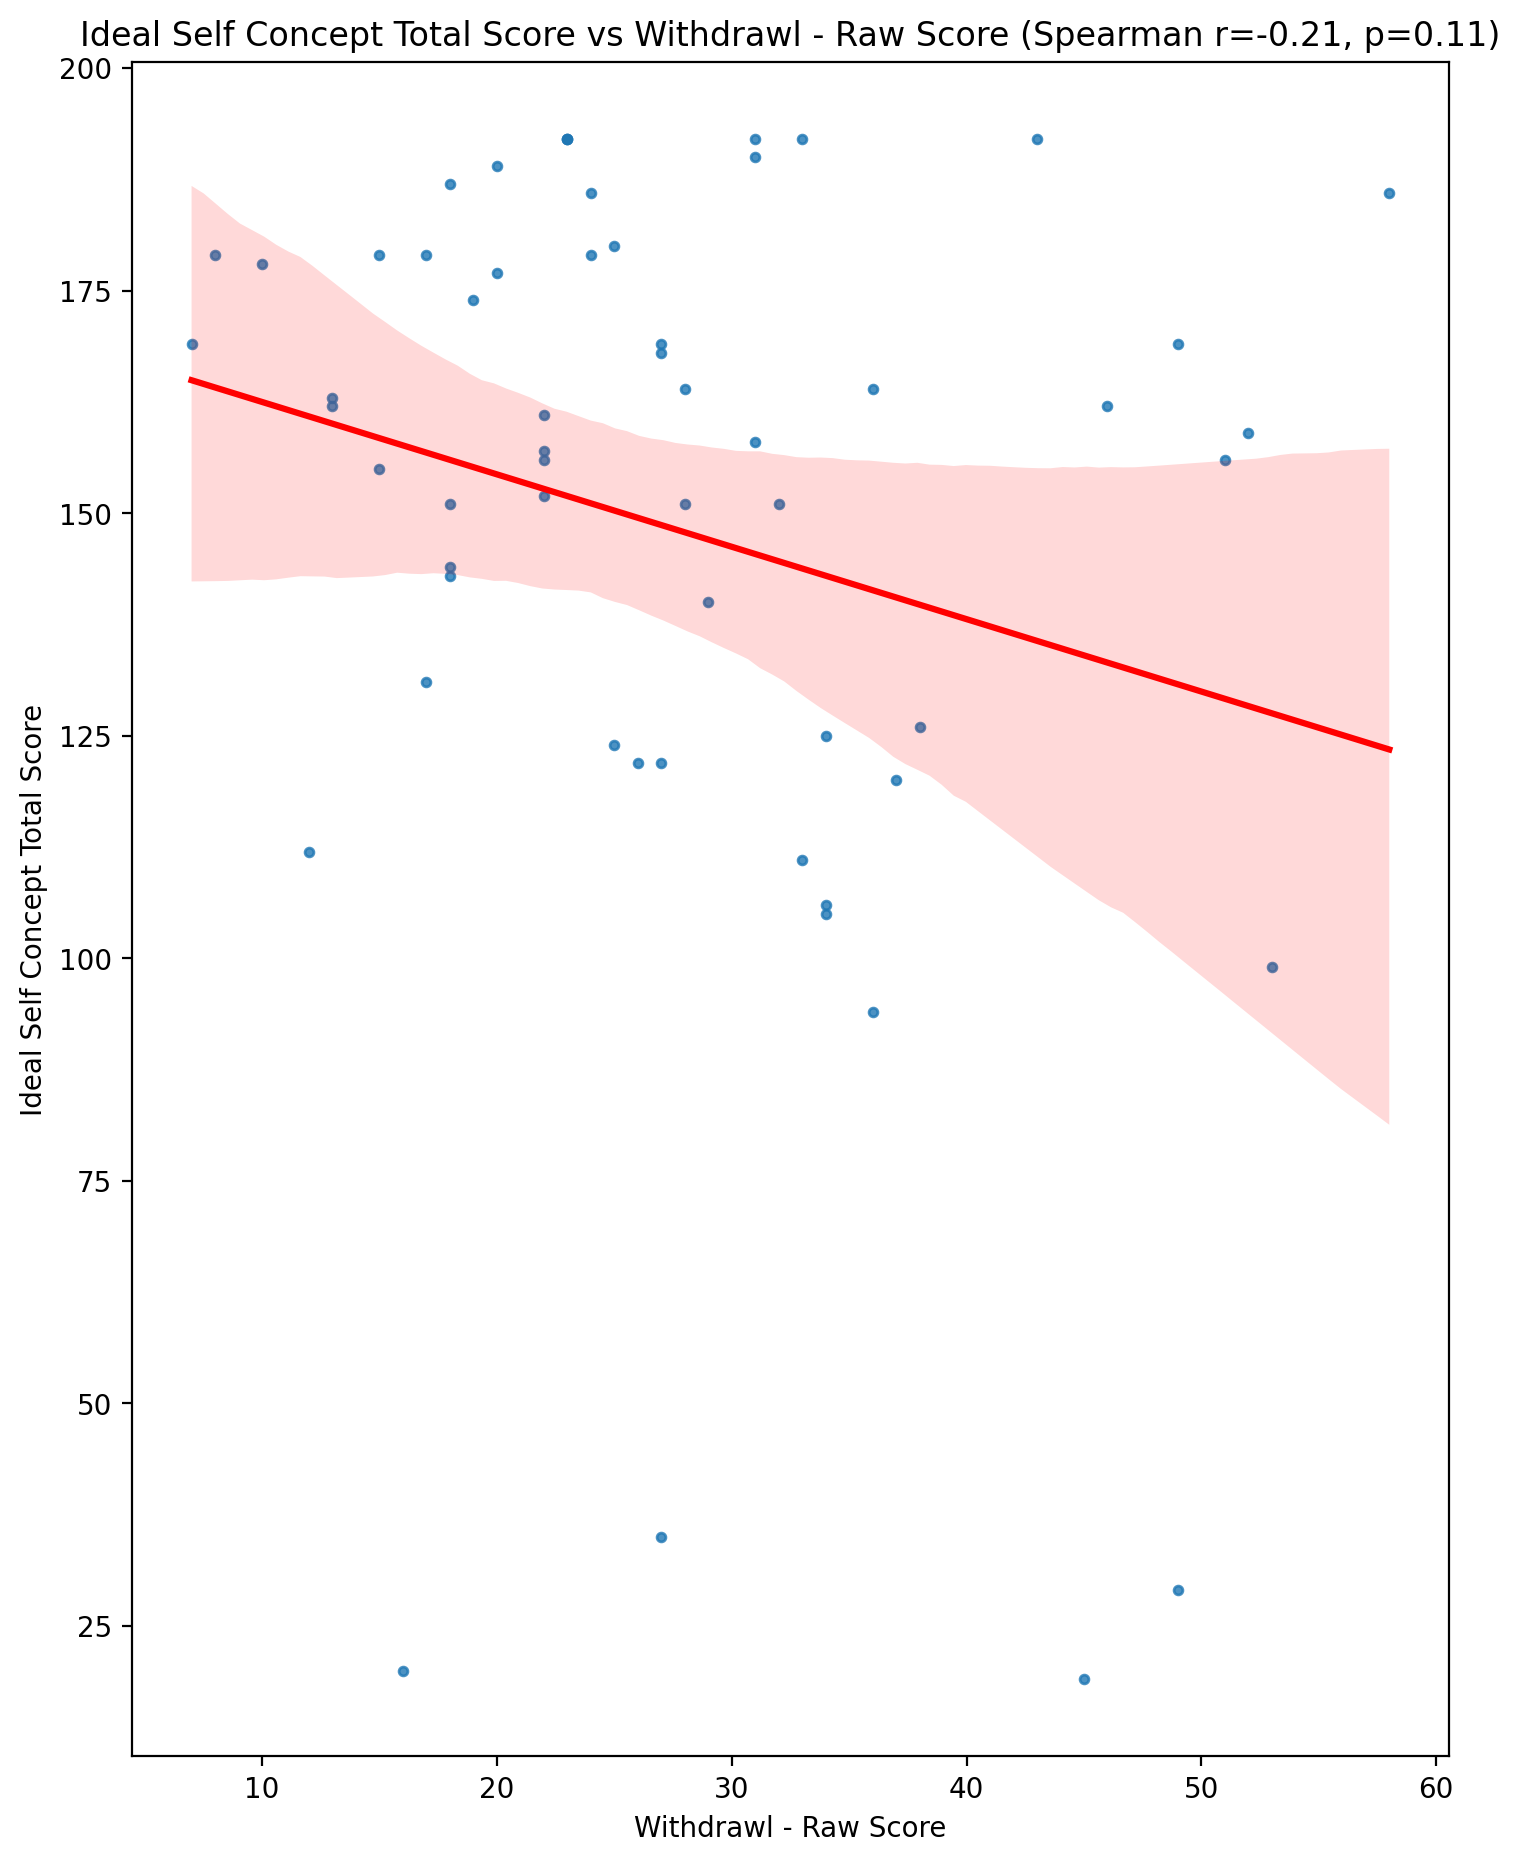 Ideal Self Concept Total Score vs Withdrawl - Raw Score (Spearman r=-0.21, p=0.11)
200
175
150
125
100
75
50
25
Ideal Self Concept Total Score
10 20 30 40 50 60
Withdrawl - Raw Score